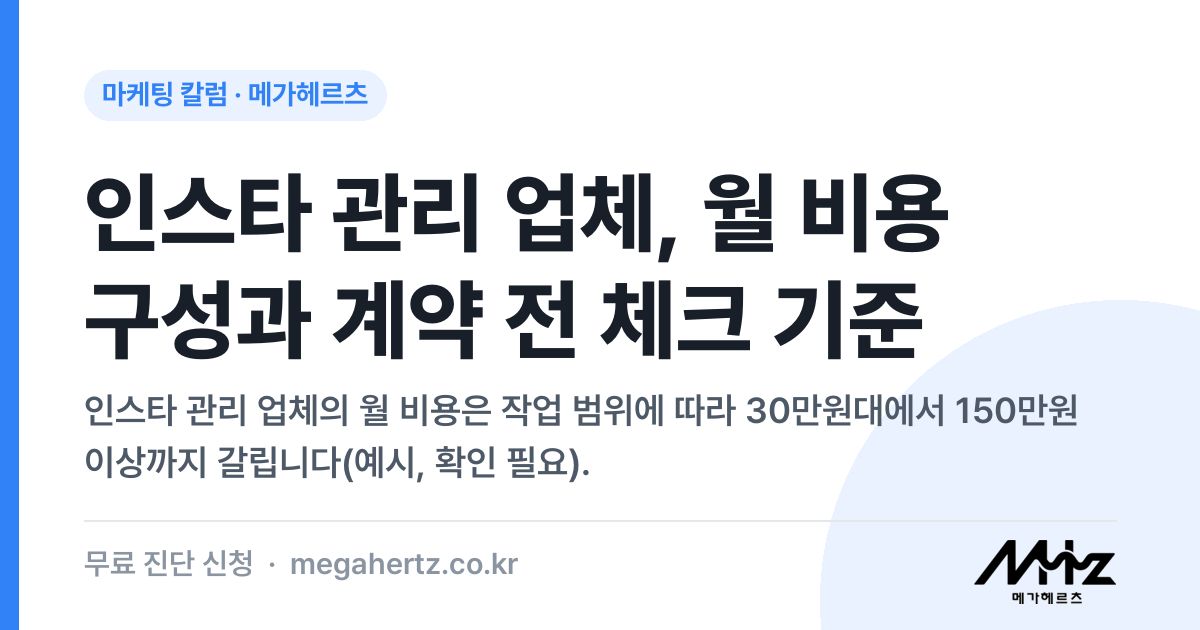 마케팅 칼럼 · 메가헤르츠
인스타 관리 업체, 월 비용
구성과 계약 전 체크 기준
인스타 관리 업체의 월 비용은 작업 범위에 따라 30만원대에서 150만원
이상까지 갈립니다(예시, 확인 필요).
무료 진단 신청 · megahertz.co.kr
MHz
메가헤르츠